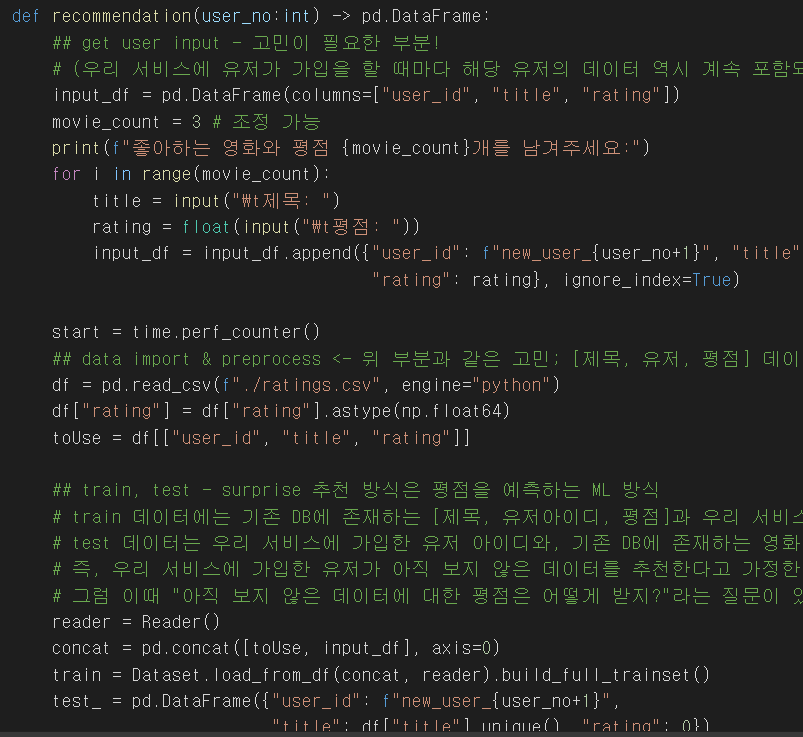 def recommendation(user_no:int) -> pd.DataFrame:
## get user input - 고민이 필요한 부분!
# (우리 서비스에 유저가 가입을 할 때마다 해당 유저의 데이터 역시 계속 포함되
input_df = pd.DataFrame(columns=["user_id", "title", "rating"])
movie_count = 3 # 조정 가능
print(f"좋아하는 영화와 평점 {movie_count}개를 남겨주세요:")
for i in range(movie_count):
title = input("₩t제목: ")
rating = float(input("₩t평점: "))
input_df = input_df.append({"user_id": f"new_user_{user_no+1}", "title"
"rating": rating}, ignore_index=True)
start = time.perf_counter()
## data import & preprocess <- 위 부분과 같은 고민; [제목, 유저, 평점] 데이
df = pd.read_csv(f"./ratings.csv", engine="python")
df["rating"] = df["rating"].astype(np.float64)
toUse = df[["user_id", "title", "rating"]]
## train, test - surprise 추천 방식은 평점을 예측하는 ML 방식
# train 데이터에는 기존 DB에 존재하는 [제목, 유저아이디, 평점]과 우리 서비스
# test 데이터는 우리 서비스에 가입한 유저 아이디와, 기존 DB에 존재하는 영화
# 즉, 우리 서비스에 가입한 유저가 아직 보지 않은 데이터를 추천한다고 가정한
# 그럼 이때 "아직 보지 않은 데이터에 대한 평점은 어떻게 받지?"라는 질문이 있
reader = Reader()
concat = pd.concat([toUse, input_df], axis=0)
train = Dataset.load_from_df(concat, reader).build_full_trainset()
test_ = pd.DataFrame({"user_id": f"new_user_{user_no+1}",
"title": df["title"].unique(), "rating": 0})